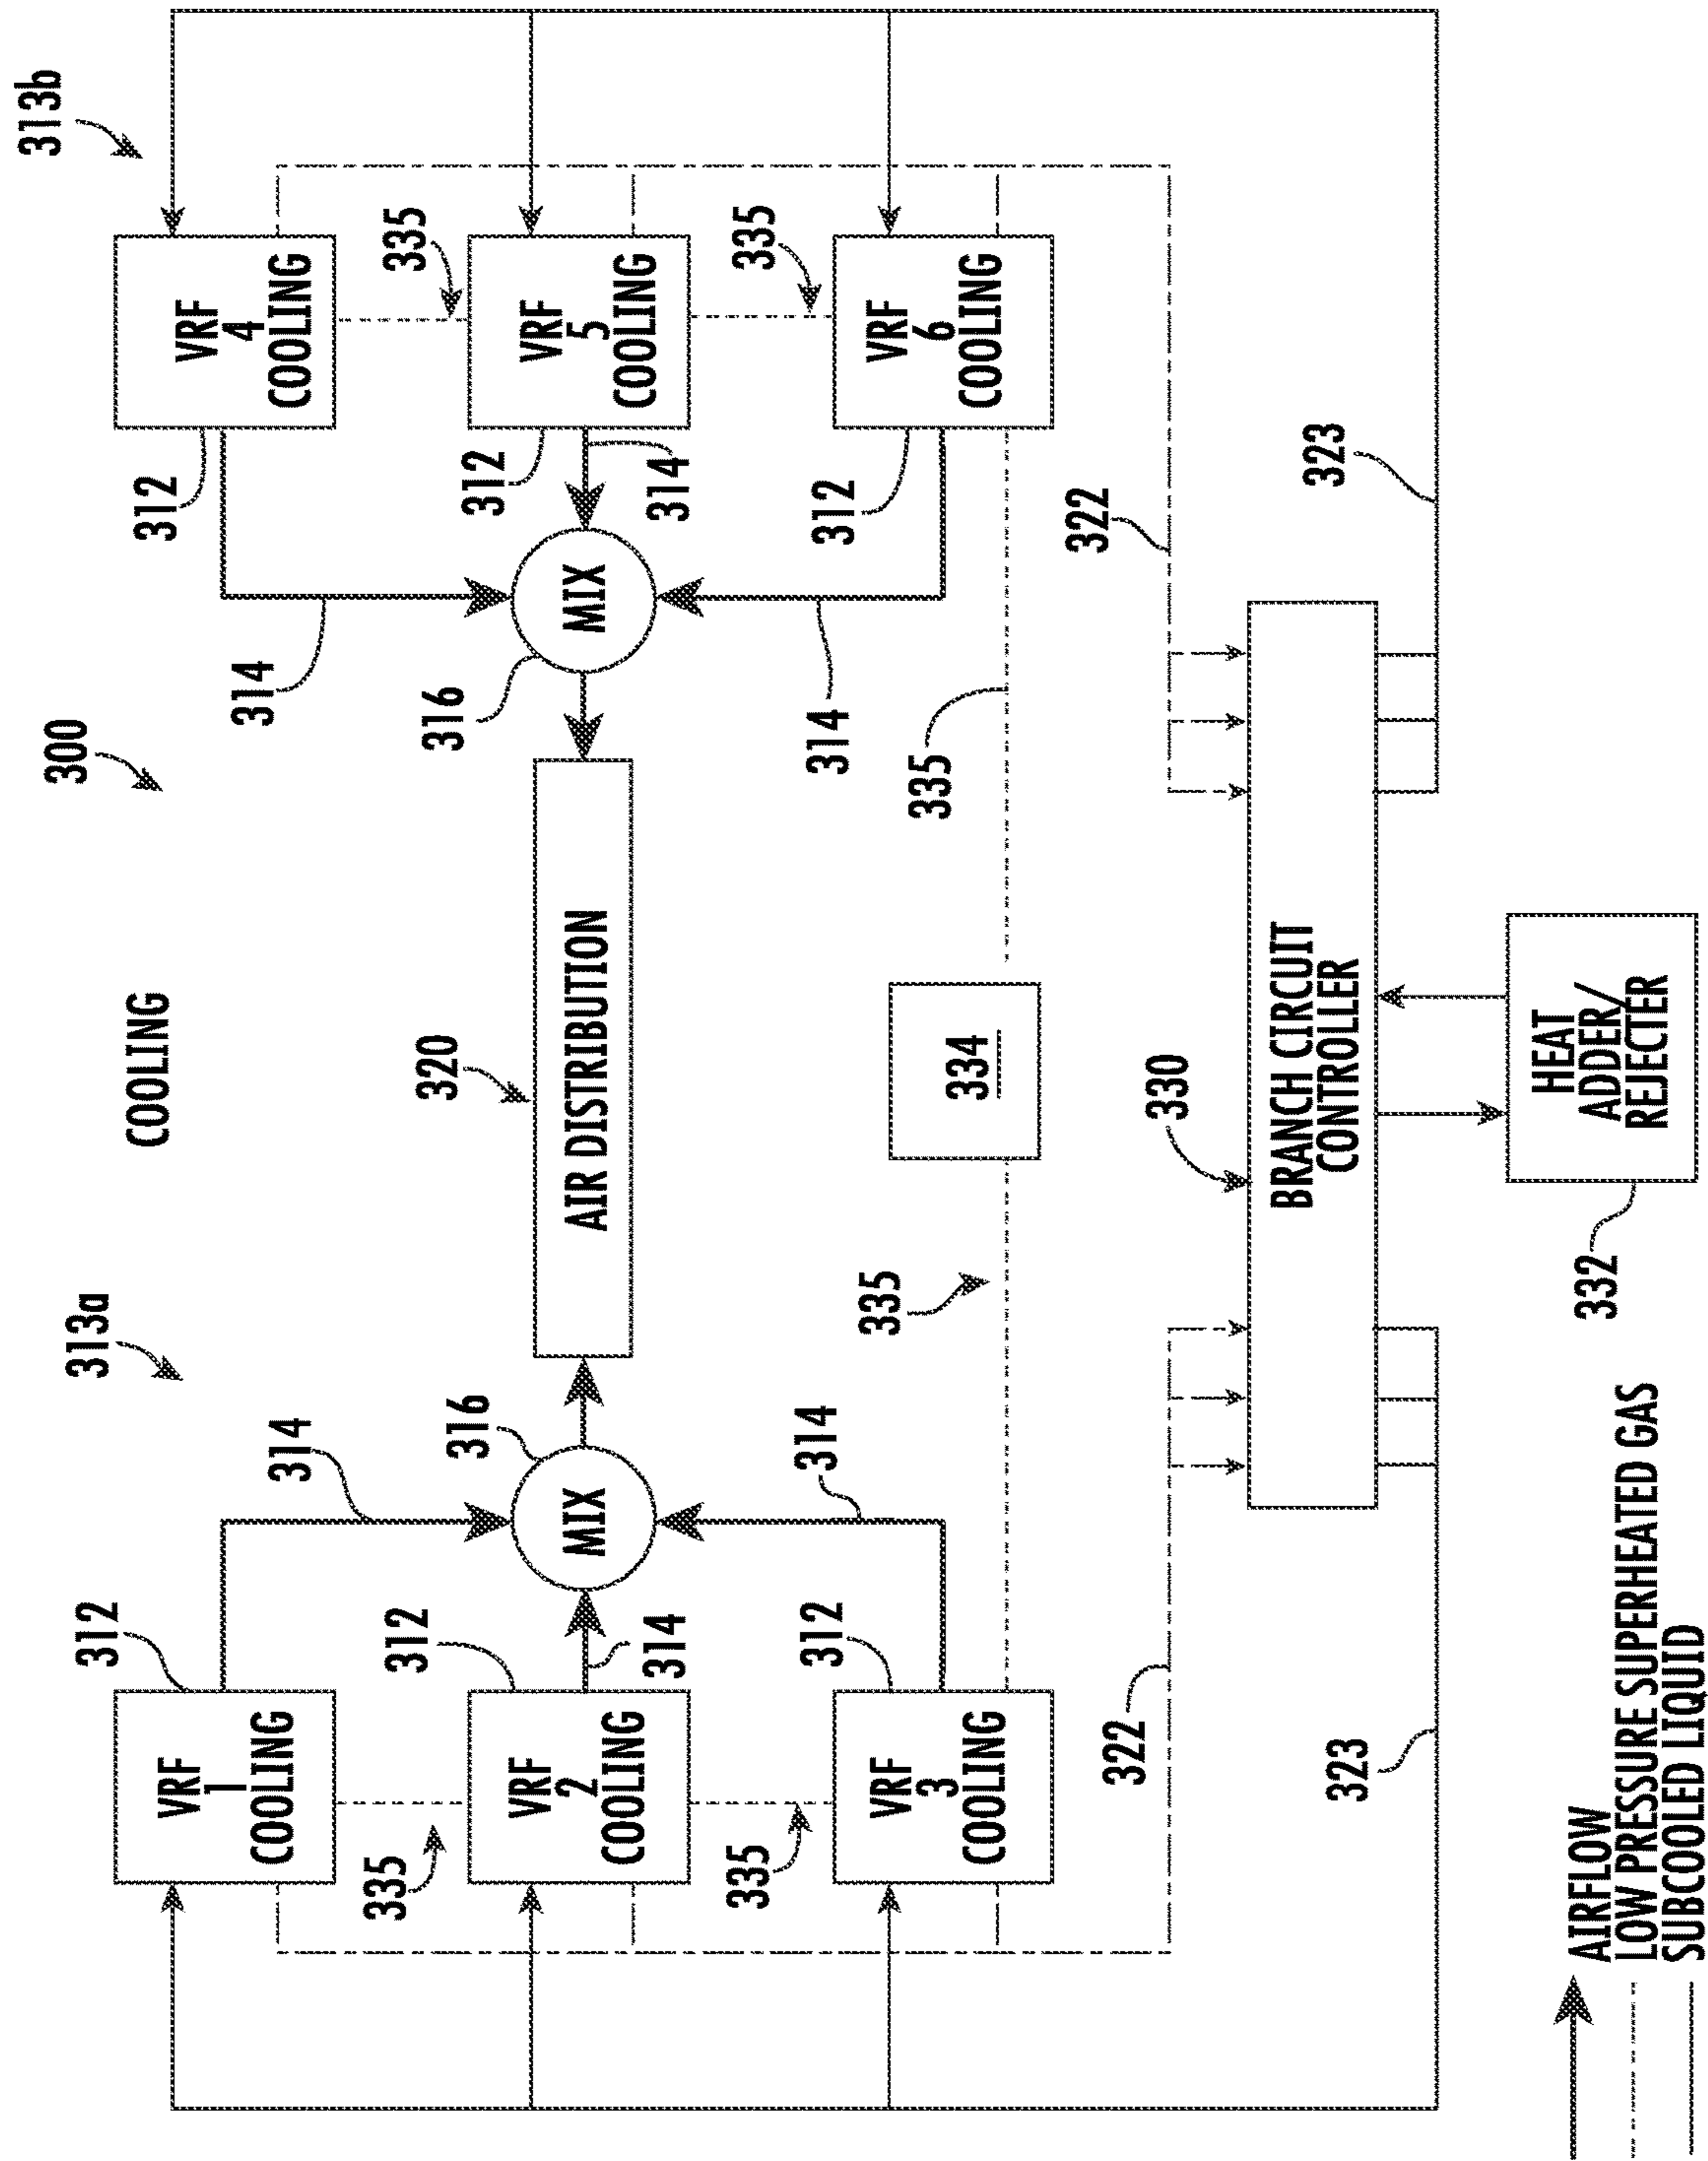 313b
300
313a
312
COOLING
312
VRF
1
COOLING
VRF
4
COOLING
314
314
335
335
312
316
320
316
312
VRF
2
COOLING
MIX
AIR DISTRIBUTION
MIX
VRF
5
COOLING
314
314
335
335
312
314
314
312
335
335
VRF
3
COOLING
334
VRF
6
COOLING
322
322
330
BRANCH CIRCUIT
CONTROLLER
323
323
332
HEAT
ADDER/
REJECTER
AIRFLOW
LOW PRESSURE SUPERHEATED GAS
SUBCOOLED LIQUID